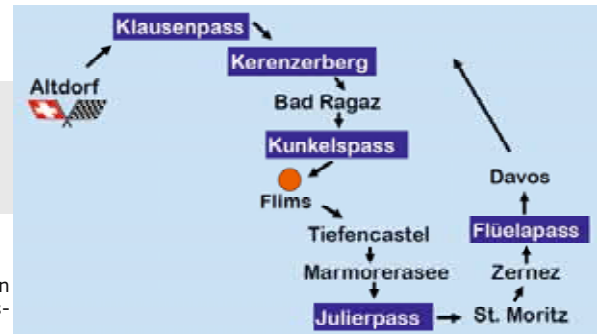 Klausenpass
Kerenzerberg
Altdorf
Bad Ragaz
Kunkelspass
Flims
Tiefencastel
Marmorerasee
Julierpass
St. Moritz
Zernez
Flüelapass
Davos
n
s-